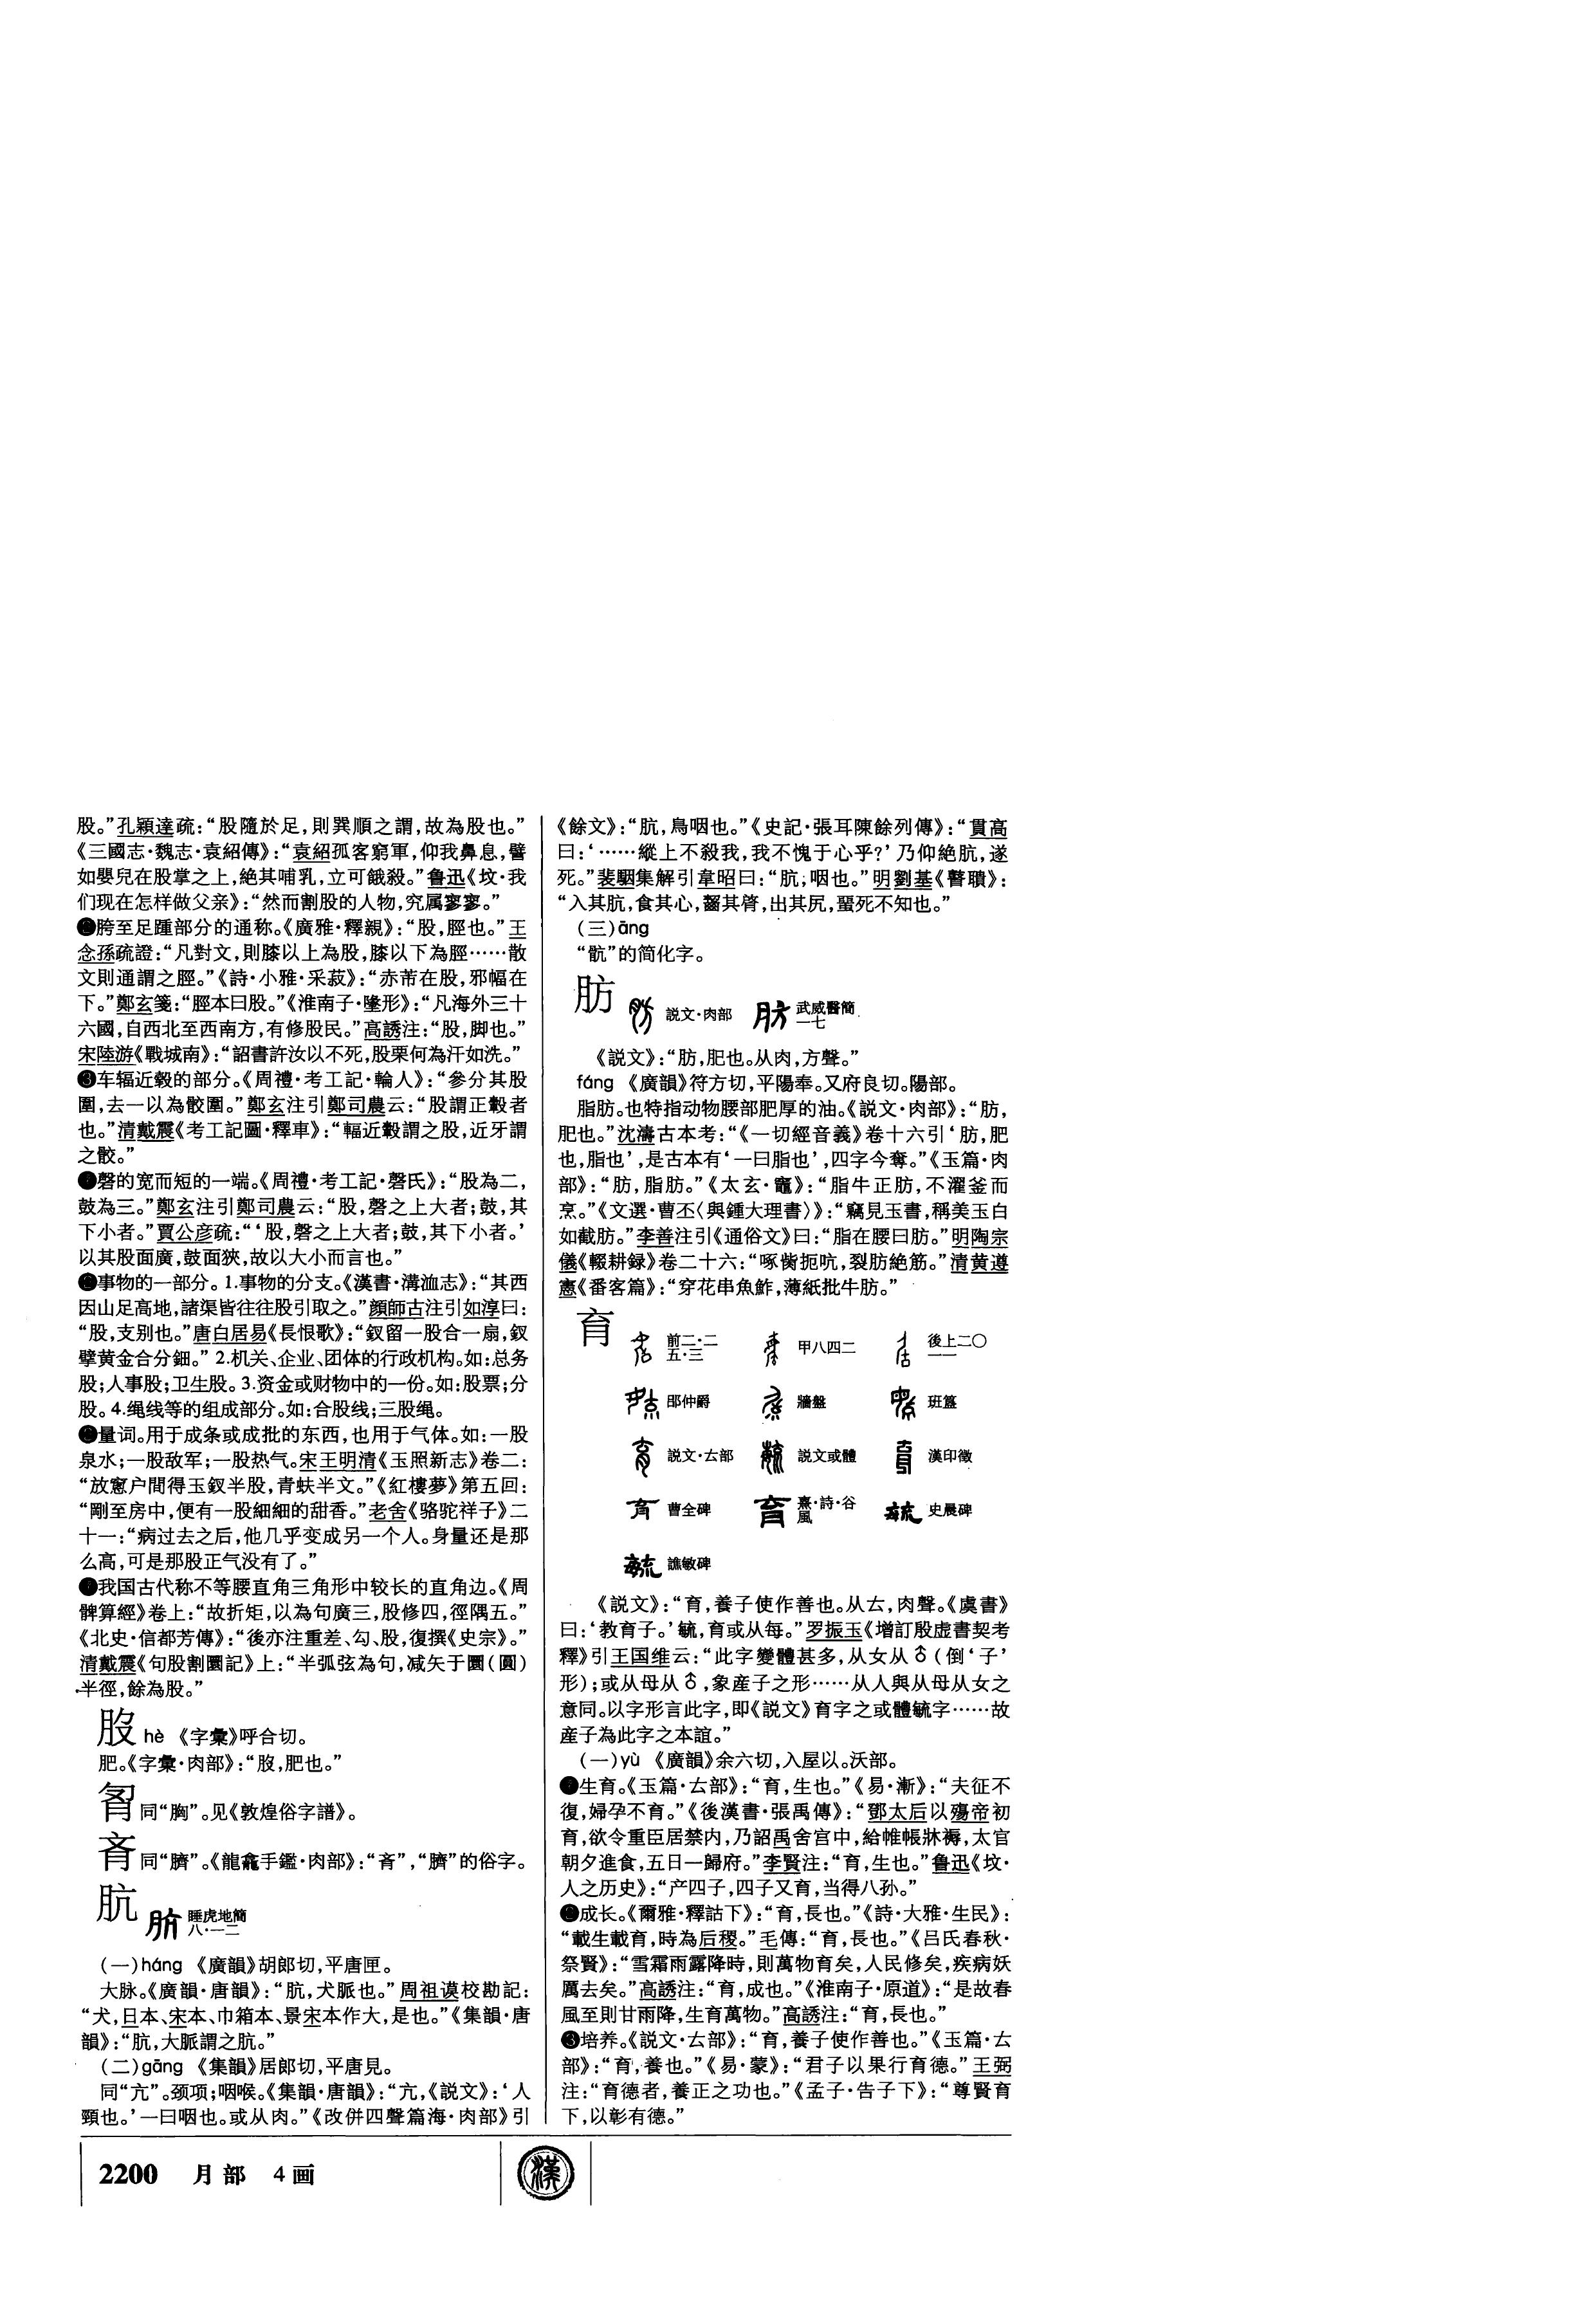 股。”孔穎達疏：“股隨於足，則巽順之謂，故為股也。”
《三國志·魏志·袁紹傳》：“袁紹孤客窮軍，仰我鼻息，譬
如嬰兒在股掌之上，絶其哺乳，立可餓殺。”鲁迅《坟·我
们现在怎样做父亲》：“然而割股的人物，究属寥寥。”
❷胯至足踵部分的通称。《廣雅·釋親》：“股，脛也。”王
念孫疏證：“凡對文，則膝以上為股，膝以下為脛……散
文則通謂之脛。”《詩·小雅·采菽》：“赤芾在股，邪幅在
下。”鄭玄箋：“脛本曰股。”《淮南子·墬形》：“凡海外三十
六國，自西北至西南方，有修股民。”高誘注：“股，脚也。”
宋陸游《戰城南》：“詔書許汝以不死，股栗何為汗如洗。”
❸车辐近毂的部分。《周禮·考工記·輪人》：“參分其股
圍，去一以為骹圍。”鄭玄注引鄭司農云：“股謂正轂者
也。”清戴震《考工記圖·釋車》：“輻近轂謂之股，近牙謂
之骹。”
❹磬的宽而短的一端。《周禮·考工記·磬氏》：“股為二，
鼓為三。”鄭玄注引鄭司農云：“股，磬之上大者；鼓，其
下小者。”賈公彦疏：“‘股，磬之上大者；鼓，其下小者。’
以其股面廣，鼓面狹，故以大小而言也。”
❺事物的一部分。1.事物的分支。《漢書·溝洫志》：“其西
因山足高地，諸渠皆往往股引取之。”顔師古注引如淳曰：
“股，支别也。”唐白居易《長恨歌》：“釵留一股合一扇，釵
擘黄金合分鈿。”2.机关、企业、团体的行政机构。如：总务
股；人事股；卫生股。3.资金或财物中的一份。如：股票；分
股。4.绳线等的组成部分。如：合股线；三股绳。
❻量词。用于成条或成批的东西，也用于气体。如：一股
泉水；一股敌军；一股热气。宋王明清《玉照新志》卷二：
“放窻户間得玉釵半股，青蚨半文。”《紅樓夢》第五回：
“剛至房中，便有一股細細的甜香。”老舍《骆驼祥子》二
十一：“病过去之后，他几乎变成另一个人。身量还是那
么高，可是那股正气没有了。”
❼我国古代称不等腰直角三角形中较长的直角边。《周
髀算經》卷上：“故折矩，以為句廣三，股修四，徑隅五。”
《北史·信都芳傳》：“後亦注重差、勾、股，復撰《史宗》。”
清戴震《句股割圜記》上：“半弧弦為句，减矢于圜(圓)
半徑，餘為股。”
hè 《字彙》呼合切。
肥。《字彙·肉部》：“，肥也。”
同“胸”。见《敦煌俗字譜》。
同“臍”。《龍龕手鑑·肉部》：“”，“臍”的俗字。
肮 睡虎地簡八·一二
(一)háng 《廣韻》胡郎切，平唐匣。
大脉。《廣韻·唐韻》：“肮，犬脈也。”周祖谟校勘記：
“犬，日本、宋本、巾箱本、景宋本作大，是也。”《集韻·唐
韻》：“肮，大脈謂之肮。”
(二)gāng 《集韻》居郎切，平唐見。
同“亢”。颈项；咽喉。《集韻·唐韻》：“亢，《説文》：‘人
頸也。’一曰咽也。或从肉。”《改併四聲篇海·肉部》引
《餘文》：“肮，鳥咽也。”《史記·張耳陳餘列傳》：“貫高
曰：‘……縱上不殺我，我不愧于心乎？’乃仰絶肮，遂
死。”裴駰集解引韋昭曰：“肮，咽也。”明劉基《瞽聵》：
“入其肮，食其心，齧其膋，出其尻，蜑死不知也。”
(三)āng
“骯”的简化字。
肪 説文·肉部 武威醫簡一七
《説文》：“肪，肥也。从肉，方聲。”
fáng 《廣韻》符方切，平陽奉。又府良切。陽部。
脂肪。也特指动物腰部肥厚的油。《説文·肉部》：“肪，
肥也。”沈濤古本考：“《一切經音義》卷十六引‘肪，肥
也，脂也’，是古本有‘一曰脂也’，四字今奪。”《玉篇·肉
部》：“肪，脂肪。”《太玄·竈》：“脂牛正肪，不濯釜而
烹。”《文選·曹丕〈與鍾大理書〉》：“竊見玉書，稱美玉白
如截肪。”李善注引《通俗文》曰：“脂在腰曰肪。”明陶宗
儀《輟耕録》卷二十六：“啄胔扼吭，裂肪絶筋。”清黄遵
憲《番客篇》：“穿花串魚鮓，薄紙批牛肪。”
育 前二·二五·三 甲八四二 後上二〇一一
邵仲爵 牆盤 班簋
説文·𠫓部 説文或體 漢印徵
曹全碑 熹·詩·谷風 史晨碑
譙敏碑
《説文》：“育，養子使作善也。从𠫓，肉聲。《虞書》
曰：‘教育子。’毓，育或从每。”罗振玉《增訂殷虚書契考
釋》引王国维云：“此字變體甚多，从女从(倒‘子’
形)；或从母从，象産子之形……从人與从母从女之
意同。以字形言此字，即《説文》育字之或體毓字……故
産子為此字之本誼。”
(一)yù 《廣韻》余六切，入屋以。沃部。
❶生育。《玉篇·𠫓部》：“育，生也。”《易·漸》：“夫征不
復，婦孕不育。”《後漢書·張禹傳》：“鄧太后以殤帝初
育，欲令重臣居禁内，乃詔禹舍宫中，給帷帳牀褥，太官
朝夕進食，五日一歸府。”李賢注：“育，生也。”鲁迅《坟·
人之历史》：“产四子，四子又育，当得八孙。”
❷成长。《爾雅·釋詁下》：“育，長也。”《詩·大雅·生民》：
“載生載育，時為后稷。”毛傳：“育，長也。”《吕氏春秋·
祭賢》：“雪霜雨露降時，則萬物育矣，人民修矣，疾病妖
厲去矣。”高誘注：“育，成也。”《淮南子·原道》：“是故春
風至則甘雨降，生育萬物。”高誘注：“育，長也。”
❸培养。《説文·𠫓部》：“育，養子使作善也。”《玉篇·𠫓
部》：“育，養也。”《易·蒙》：“君子以果行育德。”王弼
注：“育德者，養正之功也。”《孟子·告子下》：“尊賢育
下，以彰有德。”
2200 月部 4画
漢